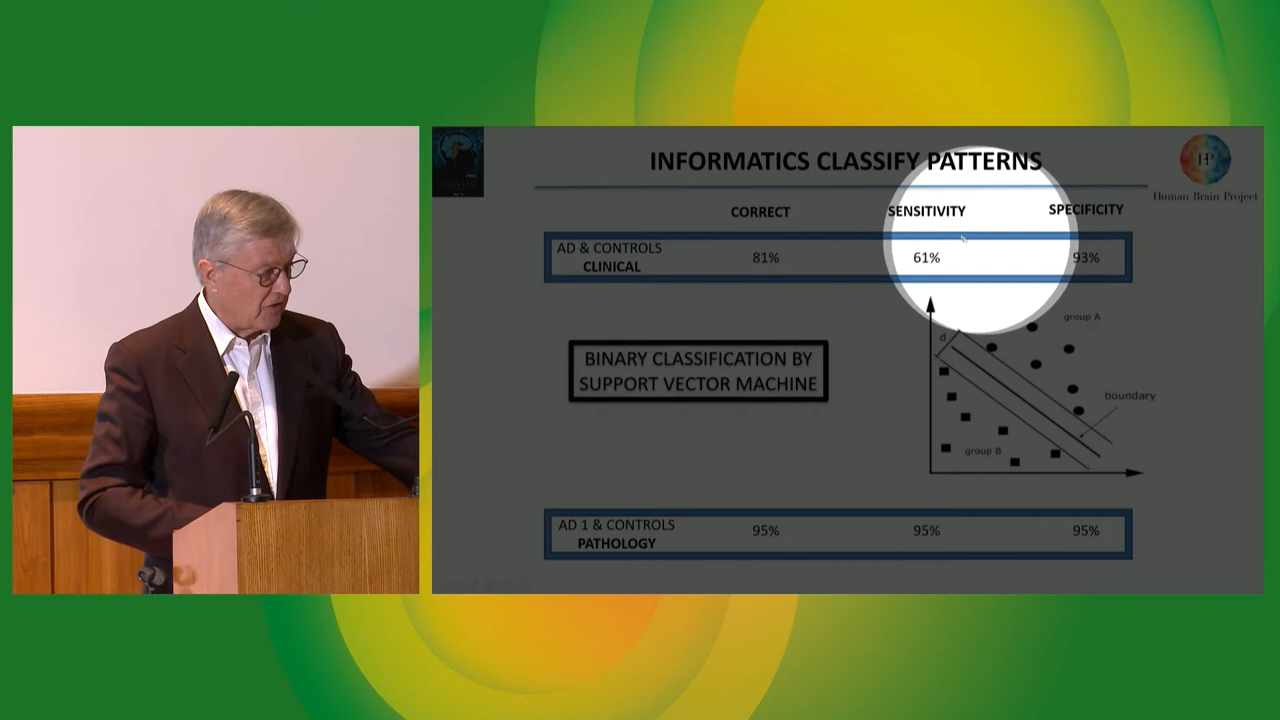 INFORMATICS CLASSIFY PATTERNS
HBP
Human Brain Project
CORRECT SENSITIVITY SPECIFICITY
AD & CONTROLS
CLINICAL
81% 61% 93%
BINARY CLASSIFICATION BY
SUPPORT VECTOR MACHINE
group A
d
boundary
group B
AD 1 & CONTROLS
PATHOLOGY
95% 95% 95%